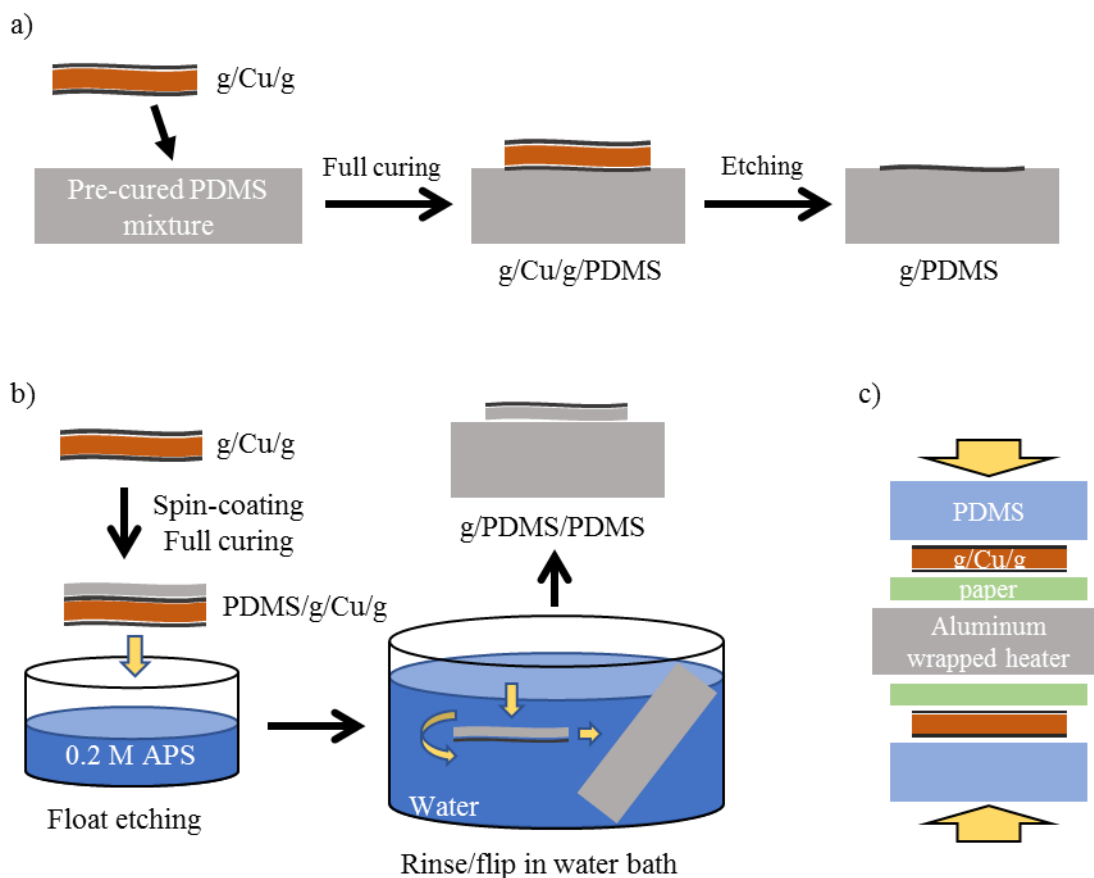 a)
g/Cu/g
Pre-cured PDMS
mixture
Full curing
g/Cu/g/PDMS
Etching
g/PDMS
b)
g/Cu/g
Spin-coating
Full curing
PDMS/g/Cu/g
0.2 M APS
Float etching
g/PDMS/PDMS
Water
Rinse/flip in water bath
c)
PDMS
g/Cu/g
paper
Aluminum
wrapped heater